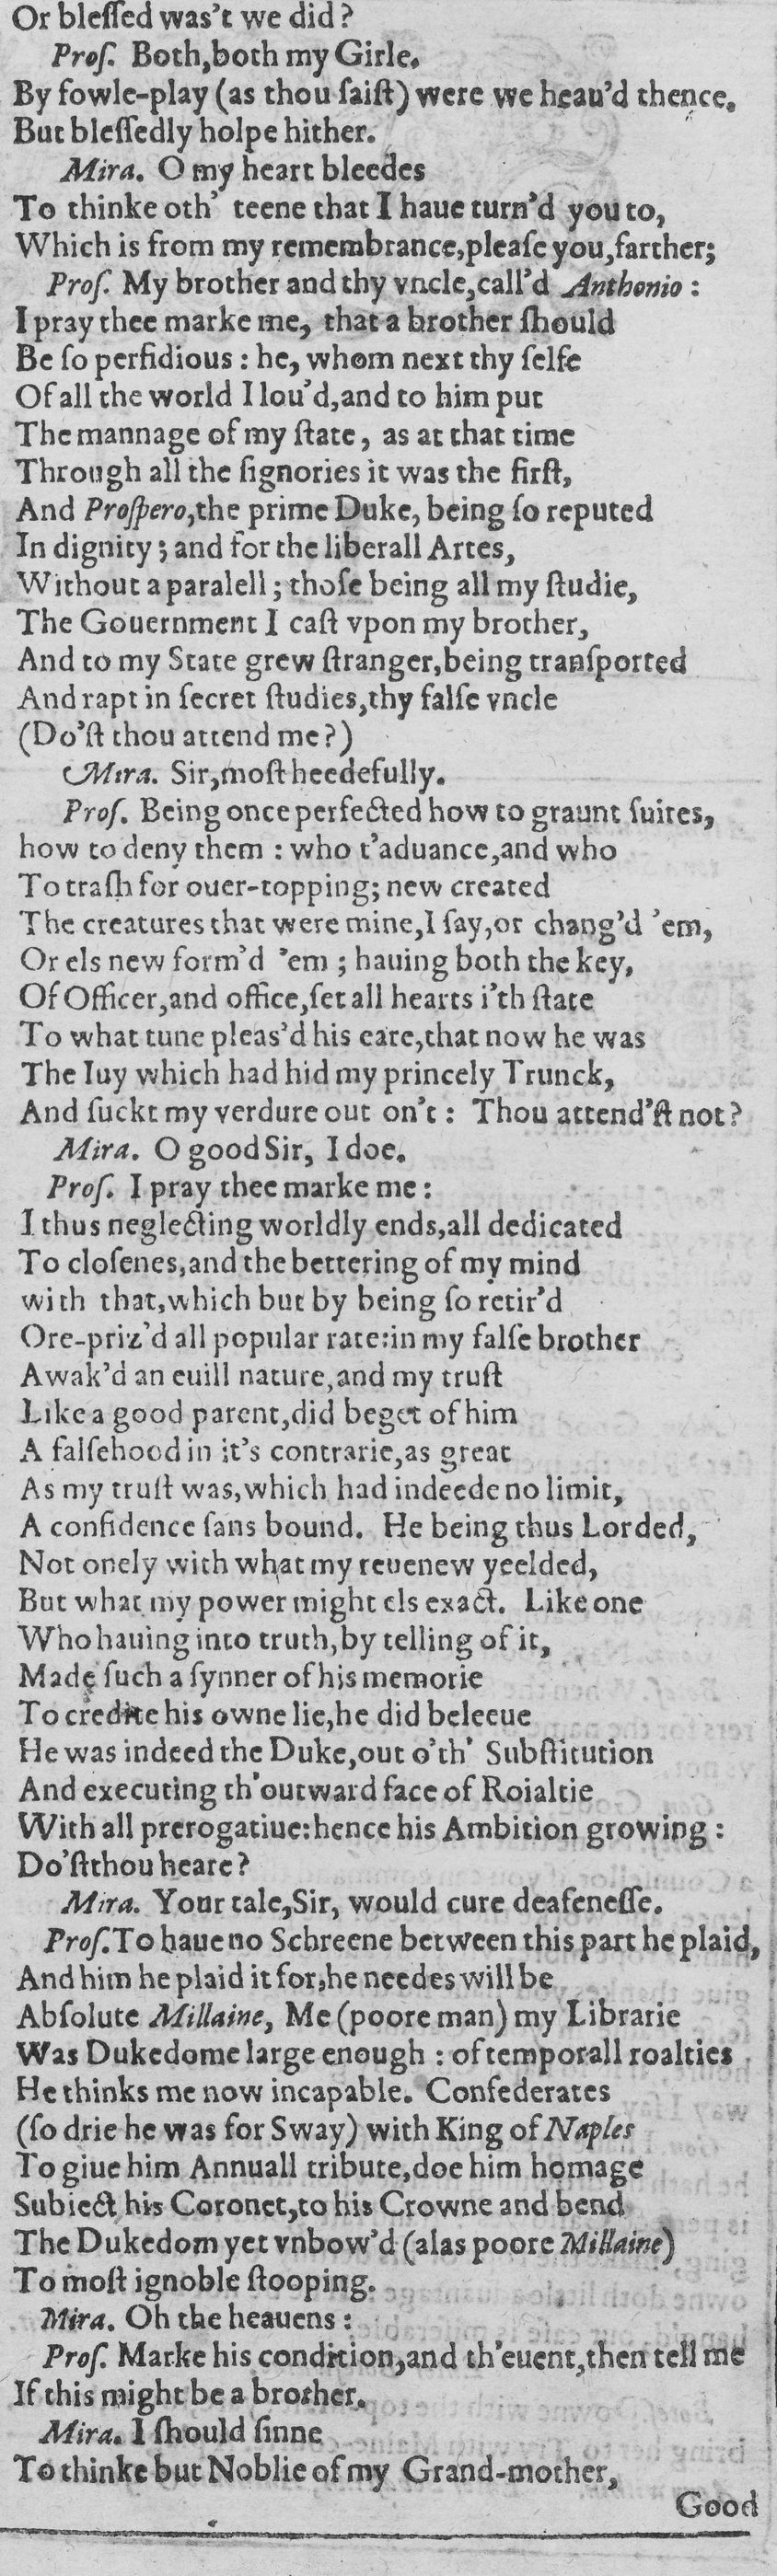 Or bleſſed was't we did?
Proſ. Both,both my Girle.
By fowle-play (as thou ſaiſt) were we heau'd thence,
But bleſſedly holpe hither.
Mira. O my heart bleedes
To thinke oth' teene that I haue turn'd you to,
Which is from my remembrance,pleaſe you,farther;
Proſ. My brother and thy vncle,call'd Anthonio:
I pray thee marke me, that a brother ſhould
Be ſo perfidious: he, whom next thy ſelfe
Of all the world I lou'd,and to him put
The mannage of my ſtate, as at that time
Through all the ſignories it was the firſt,
And Proſpero,the prime Duke, being ſo reputed
In dignity; and for the liberall Artes,
Without a paralell; thoſe being all my ſtudie,
The Gouernment I caſt vpon my brother,
And to my State grew ſtranger,being tranſported
And rapt in ſecret ſtudies,thy falſe vncle
(Do'ſt thou attend me?)
Mira. Sir,moſt heedefully.
Proſ. Being once perfected how to graunt ſuites,
how to deny them: who t'aduance,and who
To traſh for ouer-topping; new created
The creatures that were mine,I ſay,or chang'd 'em,
Or els new form'd 'em; hauing both the key,
Of Officer,and office,ſet all hearts i'th ſtate
To what tune pleas'd his eare,that now he was
The Iuy which had hid my princely Trunck,
And ſuckt my verdure out on't: Thou attend'ſt not?
Mira. O good Sir, I doe.
Proſ. I pray thee marke me:
I thus neglecting worldly ends,all dedicated
To cloſenes,and the bettering of my mind
with that,which but by being ſo retir'd
Ore-priz'd all popular rate:in my falſe brother
Awak'd an euill nature,and my truſt
Like a good parent,did beget of him
A falſehood in it's contrarie,as great
As my truſt was,which had indeede no limit,
A confidence ſans bound. He being thus Lorded,
Not onely with what my reuenew yeelded,
But what my power might els exact. Like one
Who hauing into truth,by telling of it,
Made ſuch a ſynner of his memorie
To credite his owne lie,he did beleeue
He was indeed the Duke,out o'th' Subſtitution
And executing th'outward face of Roialtie
With all prerogatiue:hence his Ambition growing:
Do'ſt thou heare?
Mira. Your tale,Sir, would cure deafeneſſe.
Proſ. To haue no Schreene between this part he plaid,
And him he plaid it for,he needes will be
Abſolute Millaine, Me (poore man) my Librarie
Was Dukedome large enough: of temporall roalties
He thinks me now incapable. Confederates
(ſo drie he was for Sway) with King of Naples
To giue him Annuall tribute,doe him homage
Subiect his Coronet,to his Crowne and bend
The Dukedom yet vnbow'd (alas poore Millaine)
To moſt ignoble ſtooping.
Mira. Oh the heauens:
Proſ. Marke his condition,and th'euent,then tell me
If this might be a brother.
Mira. I ſhould ſinne
To thinke but Noblie of my Grand-mother,
Good